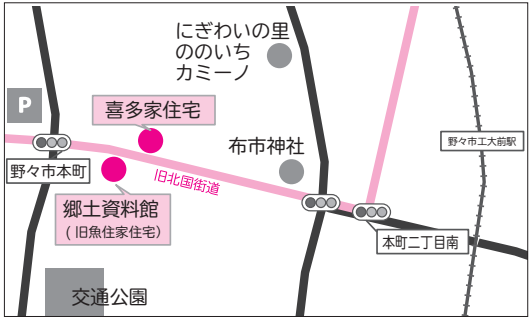 にぎわいの里
ののいち
カミーノ
P
喜多家住宅
布市神社
野々市工大前駅
野々市本町
旧北国街道
郷土資料館
(旧魚住家住宅)
本町二丁目南
交通公園